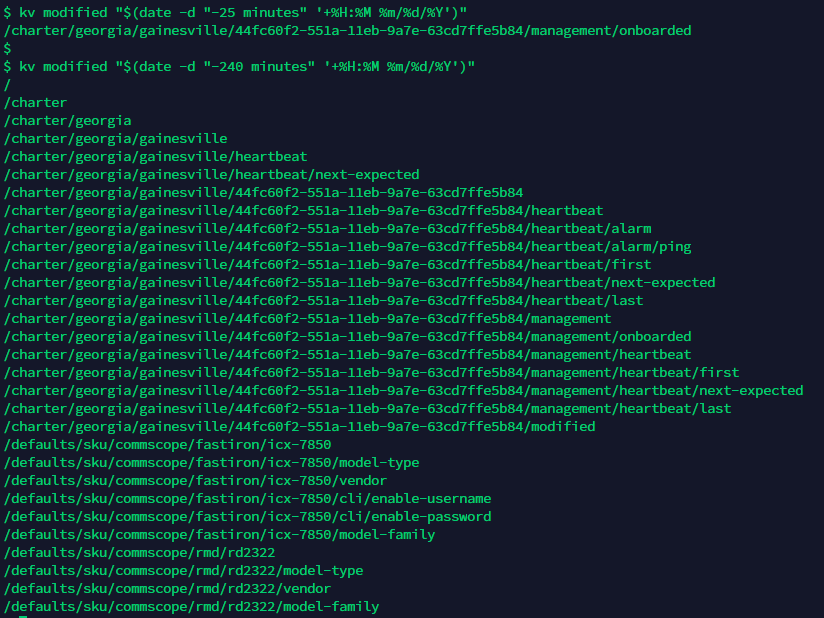 $ kv modified "$(date -d "-25 minutes" '+%H:%M %m/%d/%Y')"
/charter/georgia/gainesville/44fc60f2-551a-11eb-9a7e-63cd7ffe5b84/management/onboarded
$
$ kv modified "$(date -d "-240 minutes" '+%H:%M %m/%d/%Y')"
/
/charter
/charter/georgia
/charter/georgia/gainesville
/charter/georgia/gainesville/heartbeat
/charter/georgia/gainesville/heartbeat/next-expected
/charter/georgia/gainesville/44fc60f2-551a-11eb-9a7e-63cd7ffe5b84
/charter/georgia/gainesville/44fc60f2-551a-11eb-9a7e-63cd7ffe5b84/heartbeat
/charter/georgia/gainesville/44fc60f2-551a-11eb-9a7e-63cd7ffe5b84/heartbeat/alarm
/charter/georgia/gainesville/44fc60f2-551a-11eb-9a7e-63cd7ffe5b84/heartbeat/alarm/ping
/charter/georgia/gainesville/44fc60f2-551a-11eb-9a7e-63cd7ffe5b84/heartbeat/first
/charter/georgia/gainesville/44fc60f2-551a-11eb-9a7e-63cd7ffe5b84/heartbeat/next-expected
/charter/georgia/gainesville/44fc60f2-551a-11eb-9a7e-63cd7ffe5b84/heartbeat/last
/charter/georgia/gainesville/44fc60f2-551a-11eb-9a7e-63cd7ffe5b84/management
/charter/georgia/gainesville/44fc60f2-551a-11eb-9a7e-63cd7ffe5b84/management/onboarded
/charter/georgia/gainesville/44fc60f2-551a-11eb-9a7e-63cd7ffe5b84/management/heartbeat
/charter/georgia/gainesville/44fc60f2-551a-11eb-9a7e-63cd7ffe5b84/management/heartbeat/first
/charter/georgia/gainesville/44fc60f2-551a-11eb-9a7e-63cd7ffe5b84/management/heartbeat/next-expected
/charter/georgia/gainesville/44fc60f2-551a-11eb-9a7e-63cd7ffe5b84/management/heartbeat/last
/charter/georgia/gainesville/44fc60f2-551a-11eb-9a7e-63cd7ffe5b84/modified
/defaults/sku/commscope/fastiron/icx-7850
/defaults/sku/commscope/fastiron/icx-7850/model-type
/defaults/sku/commscope/fastiron/icx-7850/vendor
/defaults/sku/commscope/fastiron/icx-7850/cli/enable-username
/defaults/sku/commscope/fastiron/icx-7850/cli/enable-password
/defaults/sku/commscope/fastiron/icx-7850/model-family
/defaults/sku/commscope/rmd/rd2322
/defaults/sku/commscope/rmd/rd2322/model-type
/defaults/sku/commscope/rmd/rd2322/vendor
/defaults/sku/commscope/rmd/rd2322/model-family